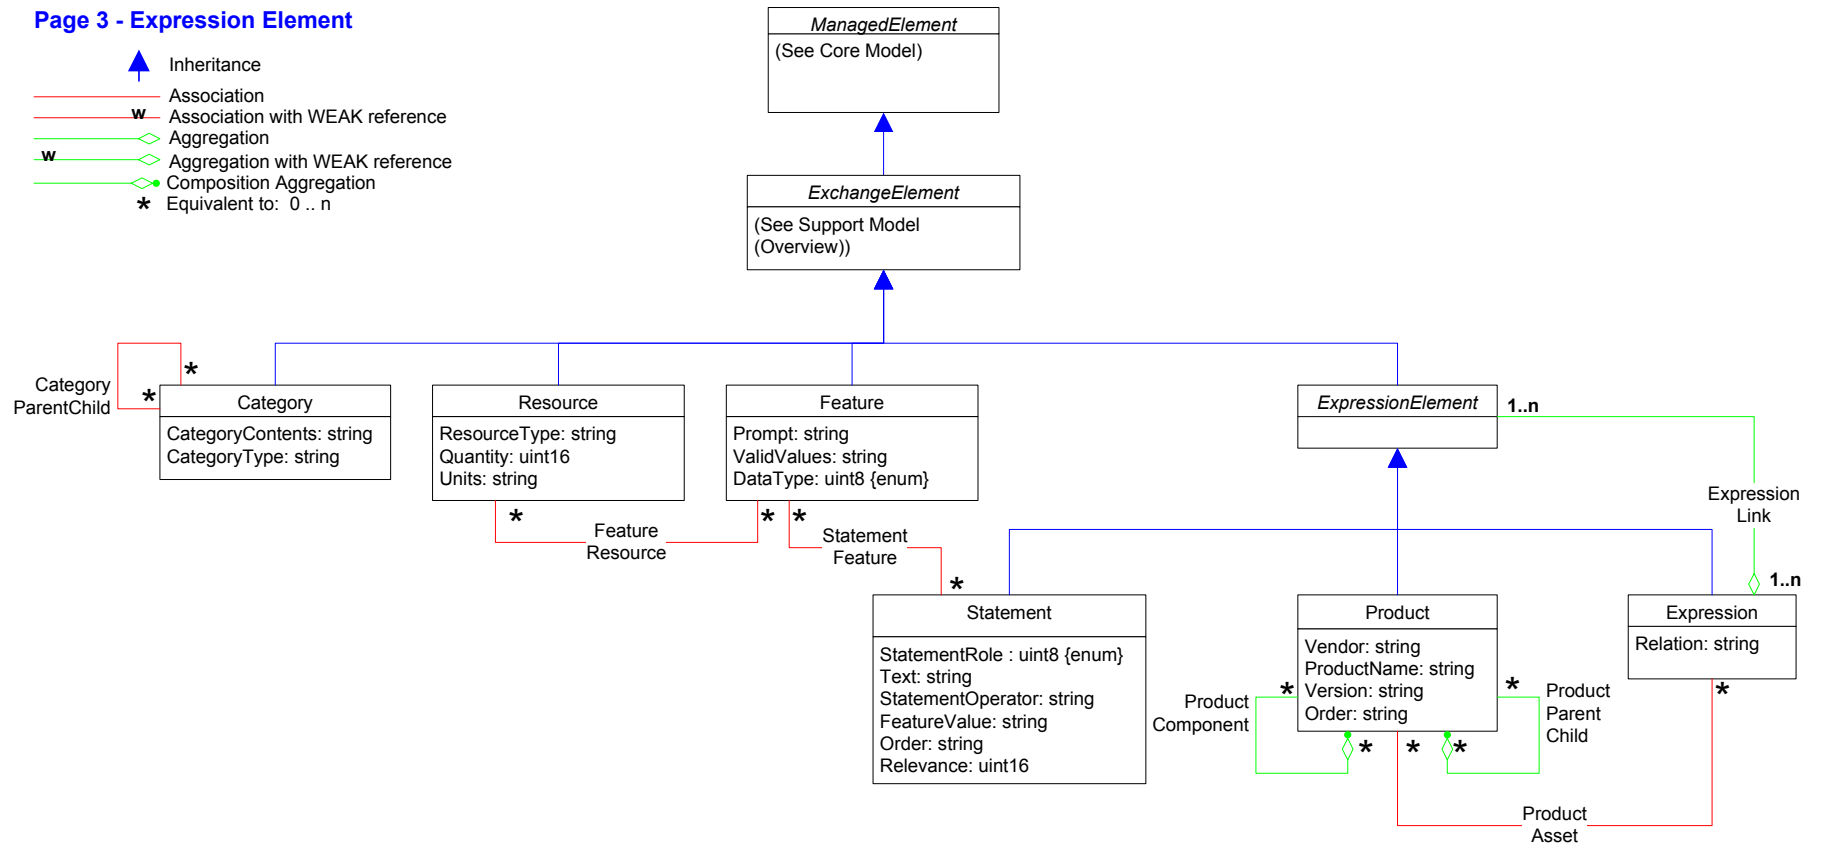 Page 3 - Expression Element
Inheritance
Association
w
Association with WEAK reference
Aggregation
w
Aggregation with WEAK reference
Composition Aggregation
* Equivalent to: 0 .. n
ManagedElement
(See Core Model)
ExchangeElement
(See Support Model
(Overview))
Category
ParentChild
*
*
Category
CategoryContents: string
CategoryType: string
Resource
ResourceType: string
Quantity: uint16
Units: string
Feature
Prompt: string
ValidValues: string
DataType: uint8 {enum}
ExpressionElement
1..n
*
Feature
Resource
*
*
Statement
Feature
*
Expression
Link
1..n
Statement
StatementRole : uint8 {enum}
Text: string
StatementOperator: string
FeatureValue: string
Order: string
Relevance: uint16
Product
Vendor: string
ProductName: string
Version: string
Order: string
Expression
Relation: string
Product
Component
*
*
*
*
*
Product
Parent
Child
*
Product
Asset